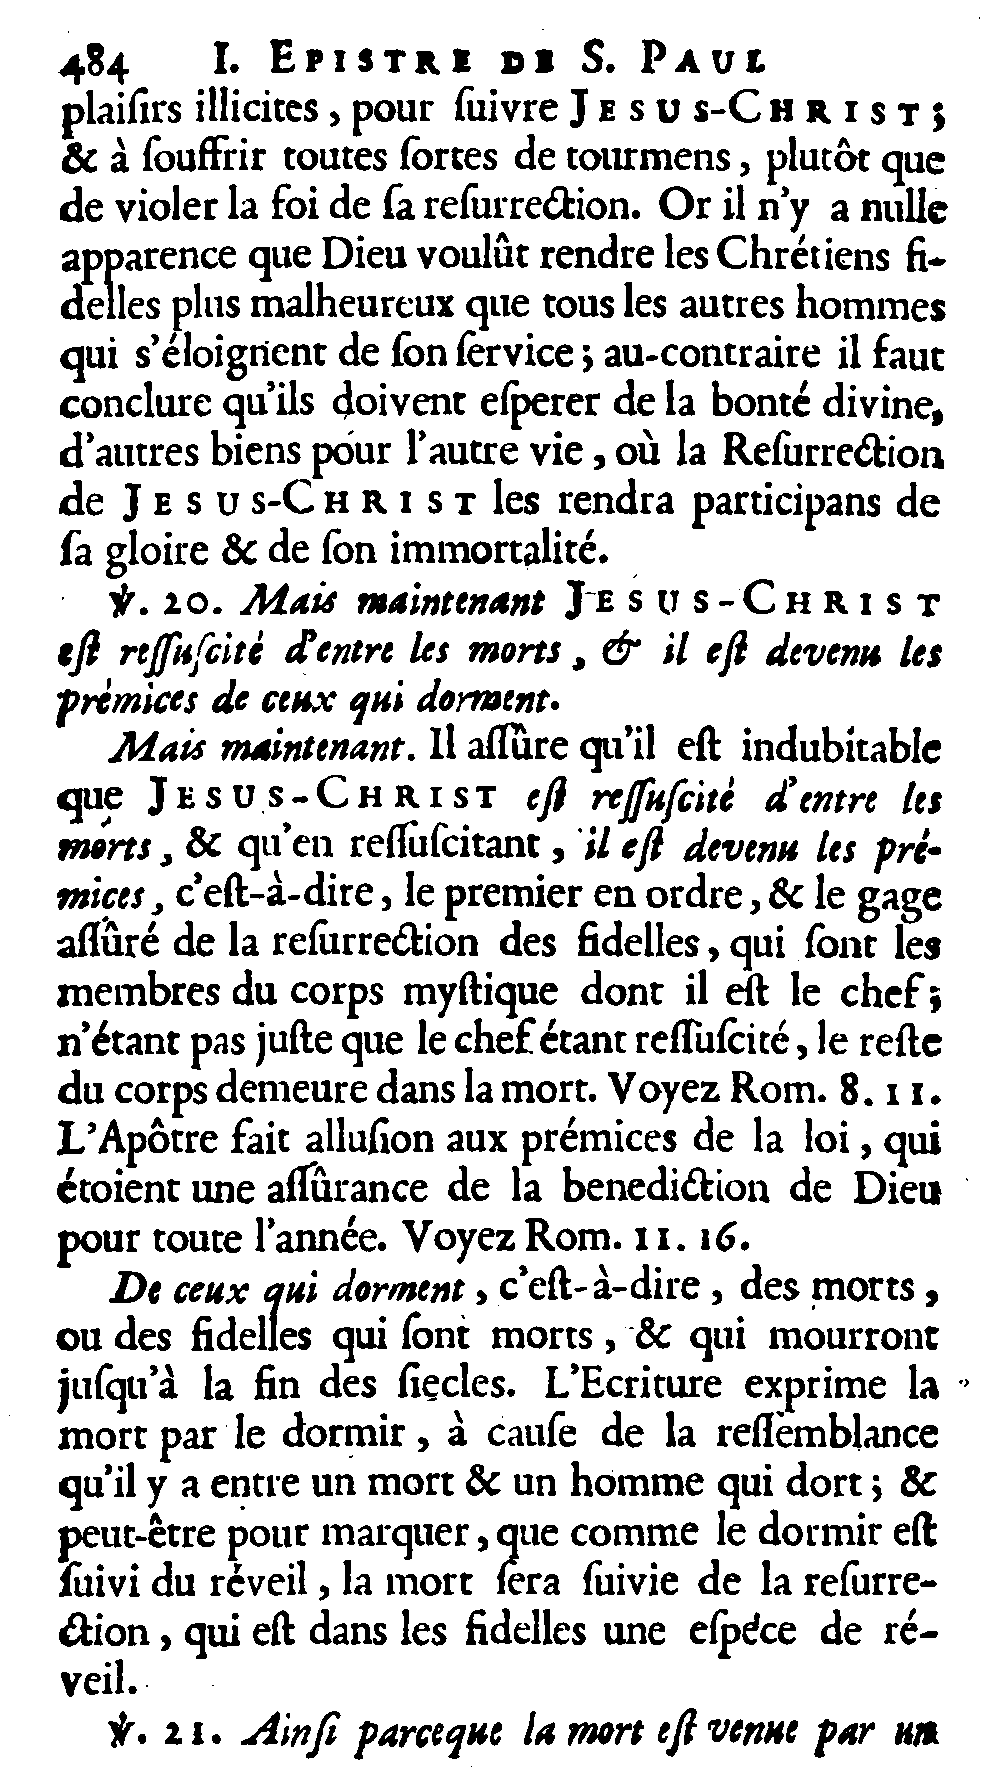 484 I. EPISTRE DE S. PAUL
plaiſirs illicites, pour ſuivre JESUS-CHRIST;
& à ſouffrir toutes ſortes de tourmens, plutôt que
de violer la foi de ſa reſurrection. Or il n'y a nulle
apparence que Dieu voulût rendre les Chrétiens fi-
delles plus malheureux que tous les autres hommes
qui s'éloignent de ſon ſervice; au-contraire il faut
conclure qu'ils doivent eſperer de la bonté divine,
d'autres biens pour l'autre vie, où la Reſurrection
de JESUS-CHRIST les rendra participans de
ſa gloire & de ſon immortalité.
℣. 20. Mais maintenant JESUS-CHRIST
eſt reſſuſcité d'entre les morts, & il eſt devenu les
prémices de ceux qui dorment.
Mais maintenant. Il aſſûre qu'il eſt indubitable
que JESUS-CHRIST eſt reſſuſcité d'entre les
morts, & qu'en reſſuſcitant, il eſt devenu les pré-
mices, c'eſt-à-dire, le premier en ordre, & le gage
aſſûré de la reſurrection des fidelles, qui ſont les
membres du corps myſtique dont il eſt le chef;
n'étant pas juſte que le chef étant reſſuſcité, le reſte
du corps demeure dans la mort. Voyez Rom. 8. 11.
L'Apôtre fait alluſion aux prémices de la loi, qui
étoient une aſſûrance de la benediction de Dieu
pour toute l'année. Voyez Rom. 11. 16.
De ceux qui dorment, c'eſt-à-dire, des morts,
ou des fidelles qui ſont morts, & qui mourront
juſqu'à la fin des ſiecles. L'Ecriture exprime la
mort par le dormir, à cauſe de la reſſemblance
qu'il y a entre un mort & un homme qui dort; &
peut-être pour marquer, que comme le dormir eſt
ſuivi du réveil, la mort ſera ſuivie de la reſurre-
ction, qui eſt dans les fidelles une eſpéce de ré-
veil.
℣. 21. Ainſi parceque la mort eſt venue par un